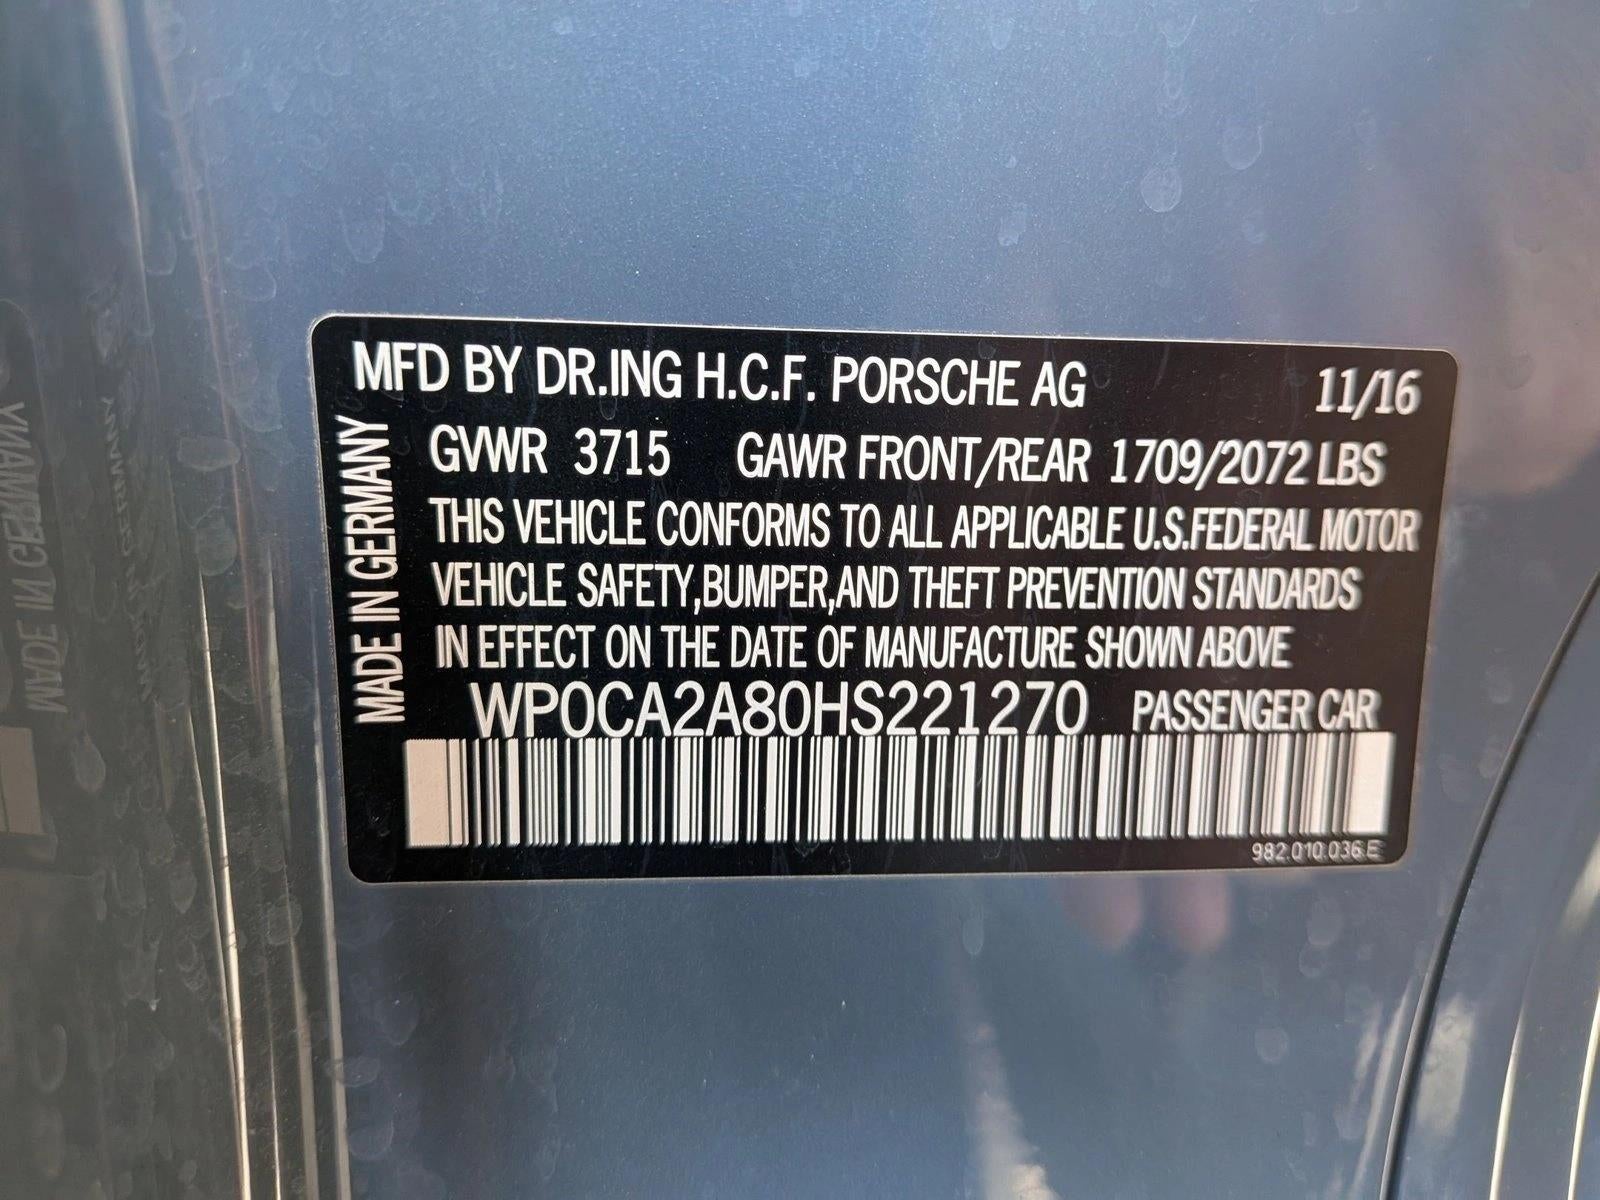 MFD BY DR.ING H.C.F. PORSCHE AG 11/16
MADE IN GERMANY
GVWR 3715 GAWR FRONT/REAR 1709/2072 LBS
THIS VEHICLE CONFORMS TO ALL APPLICABLE U.S.FEDERAL MOTOR
VEHICLE SAFETY,BUMPER,AND THEFT PREVENTION STANDARDS
IN EFFECT ON THE DATE OF MANUFACTURE SHOWN ABOVE
WP0CA2A80HS221270 PASSENGER CAR
982.010.036.E